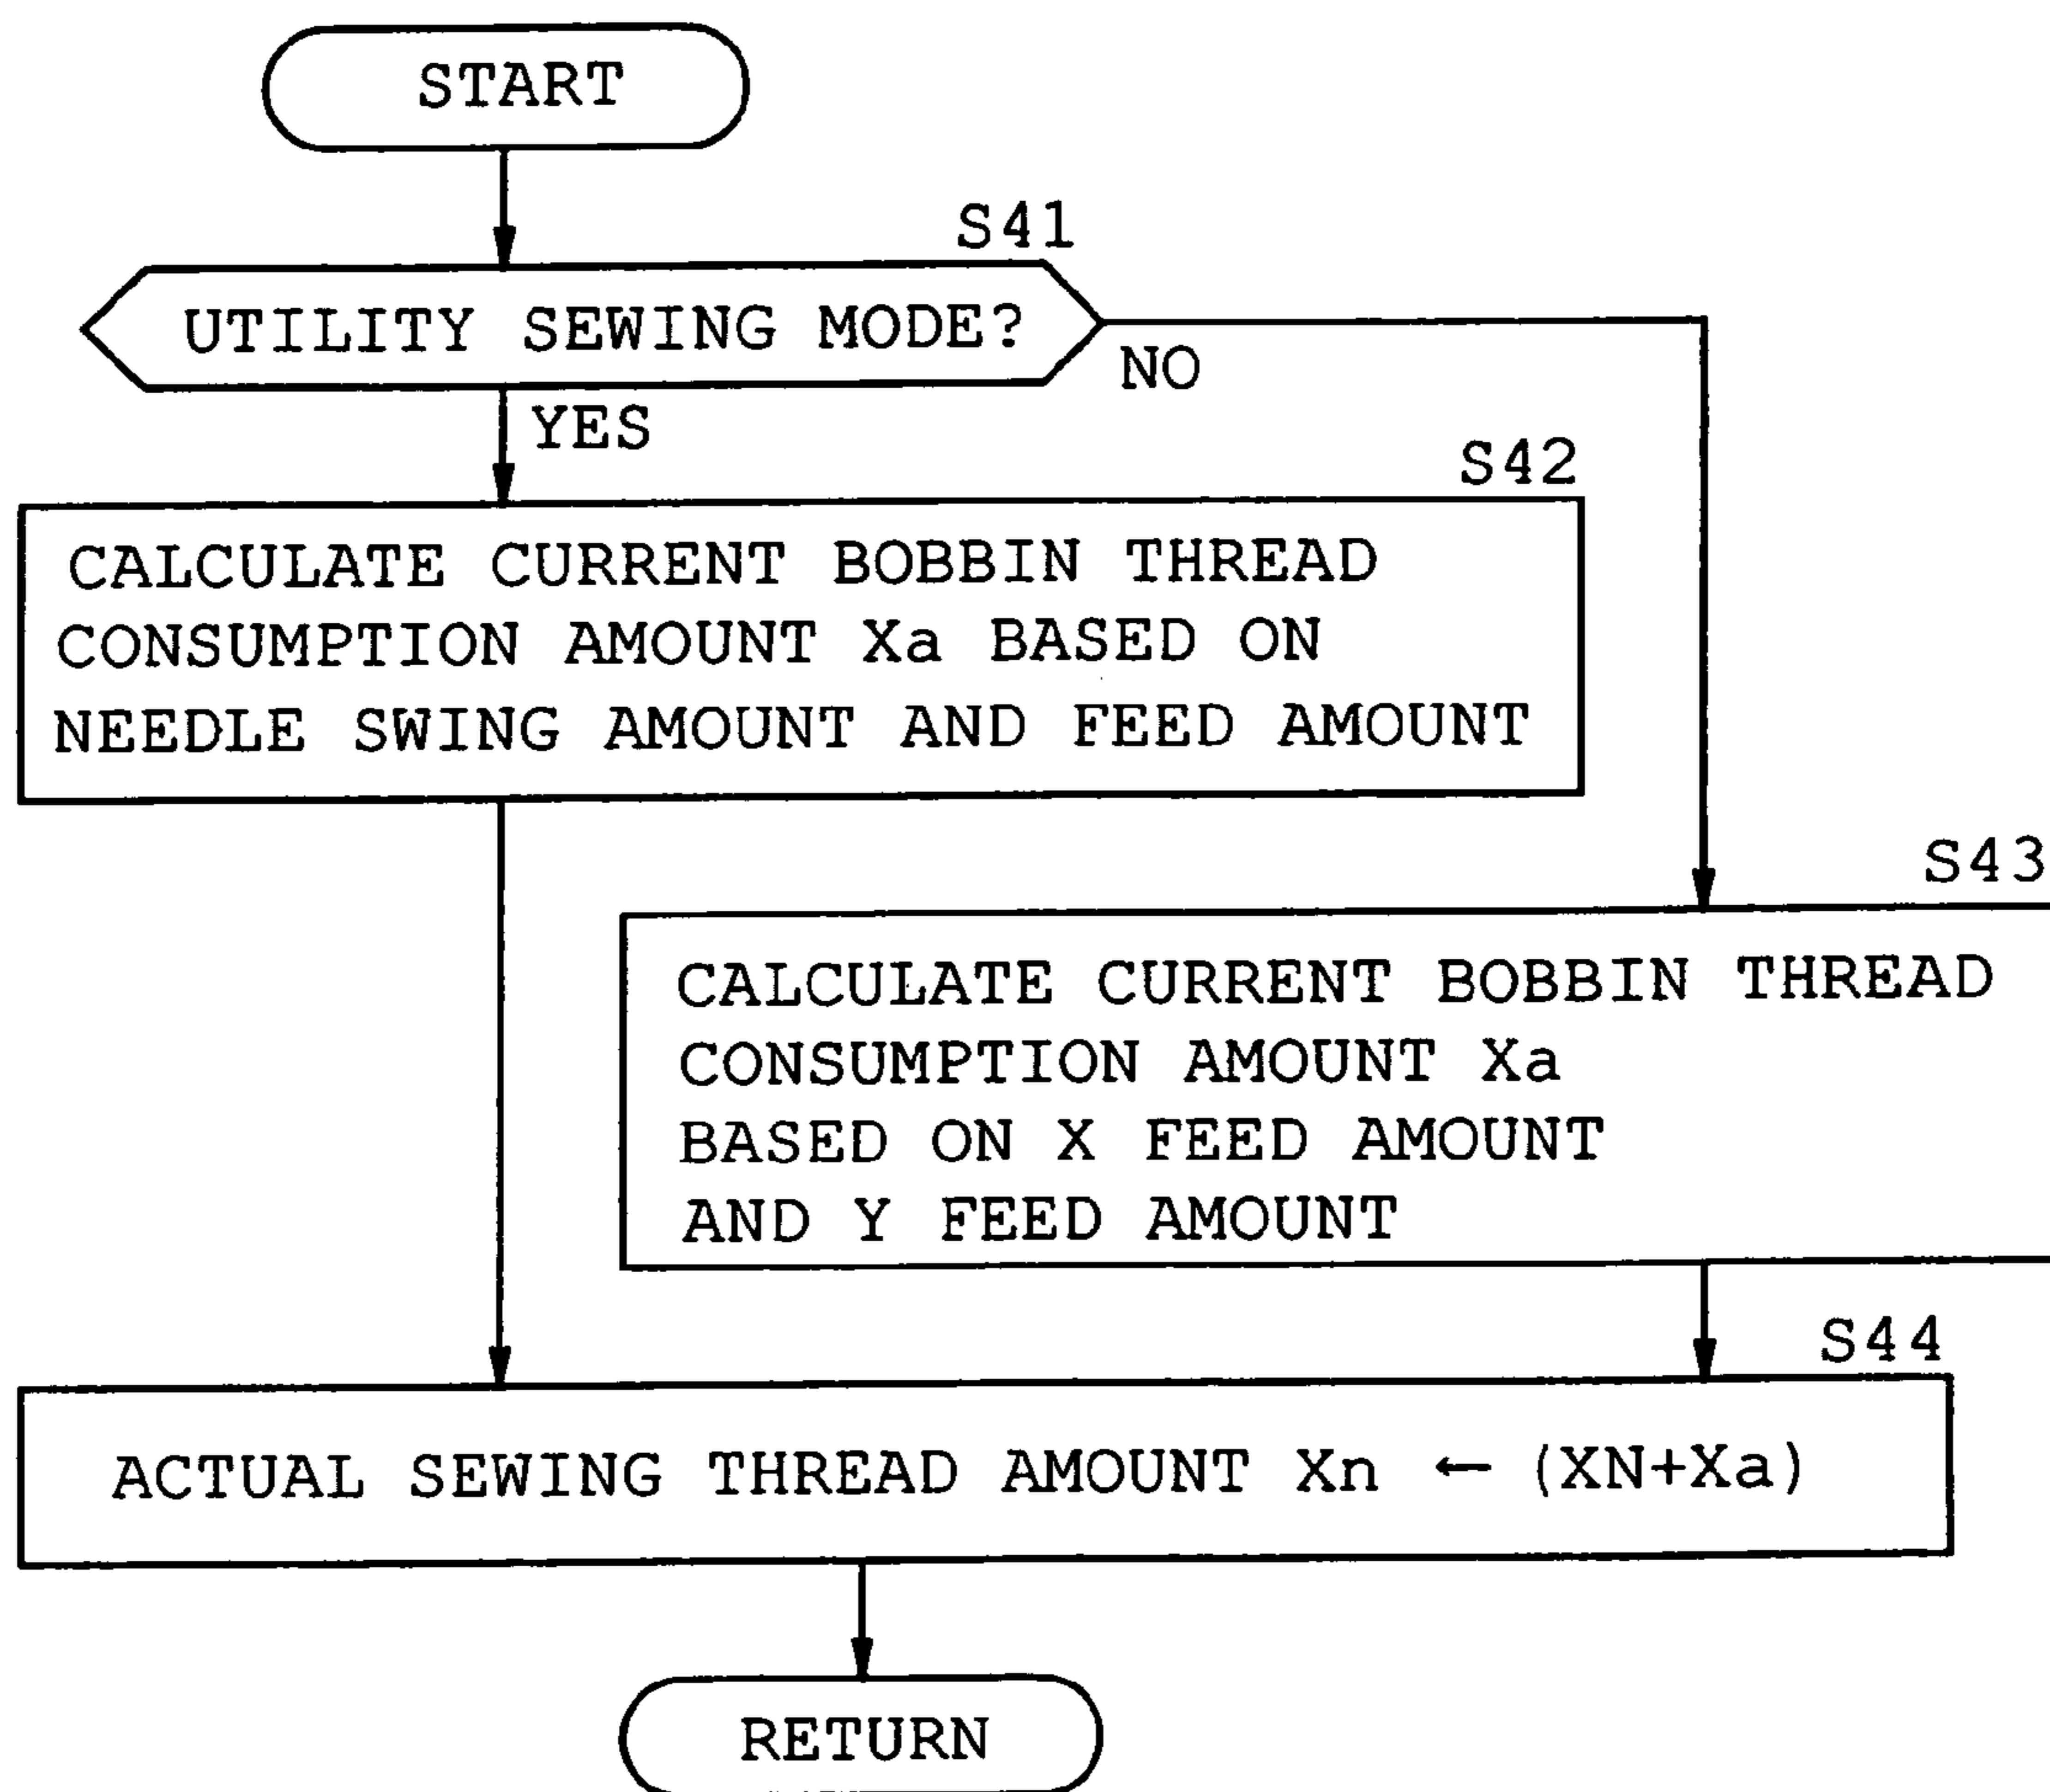 START
S41
UTILITY SEWING MODE?
NO
YES
S42
CALCULATE CURRENT BOBBIN THREAD
CONSUMPTION AMOUNT Xa BASED ON
NEEDLE SWING AMOUNT AND FEED AMOUNT
S43
CALCULATE CURRENT BOBBIN THREAD
CONSUMPTION AMOUNT Xa
BASED ON X FEED AMOUNT
AND Y FEED AMOUNT
S44
ACTUAL SEWING THREAD AMOUNT Xn ← (XN+Xa)
RETURN